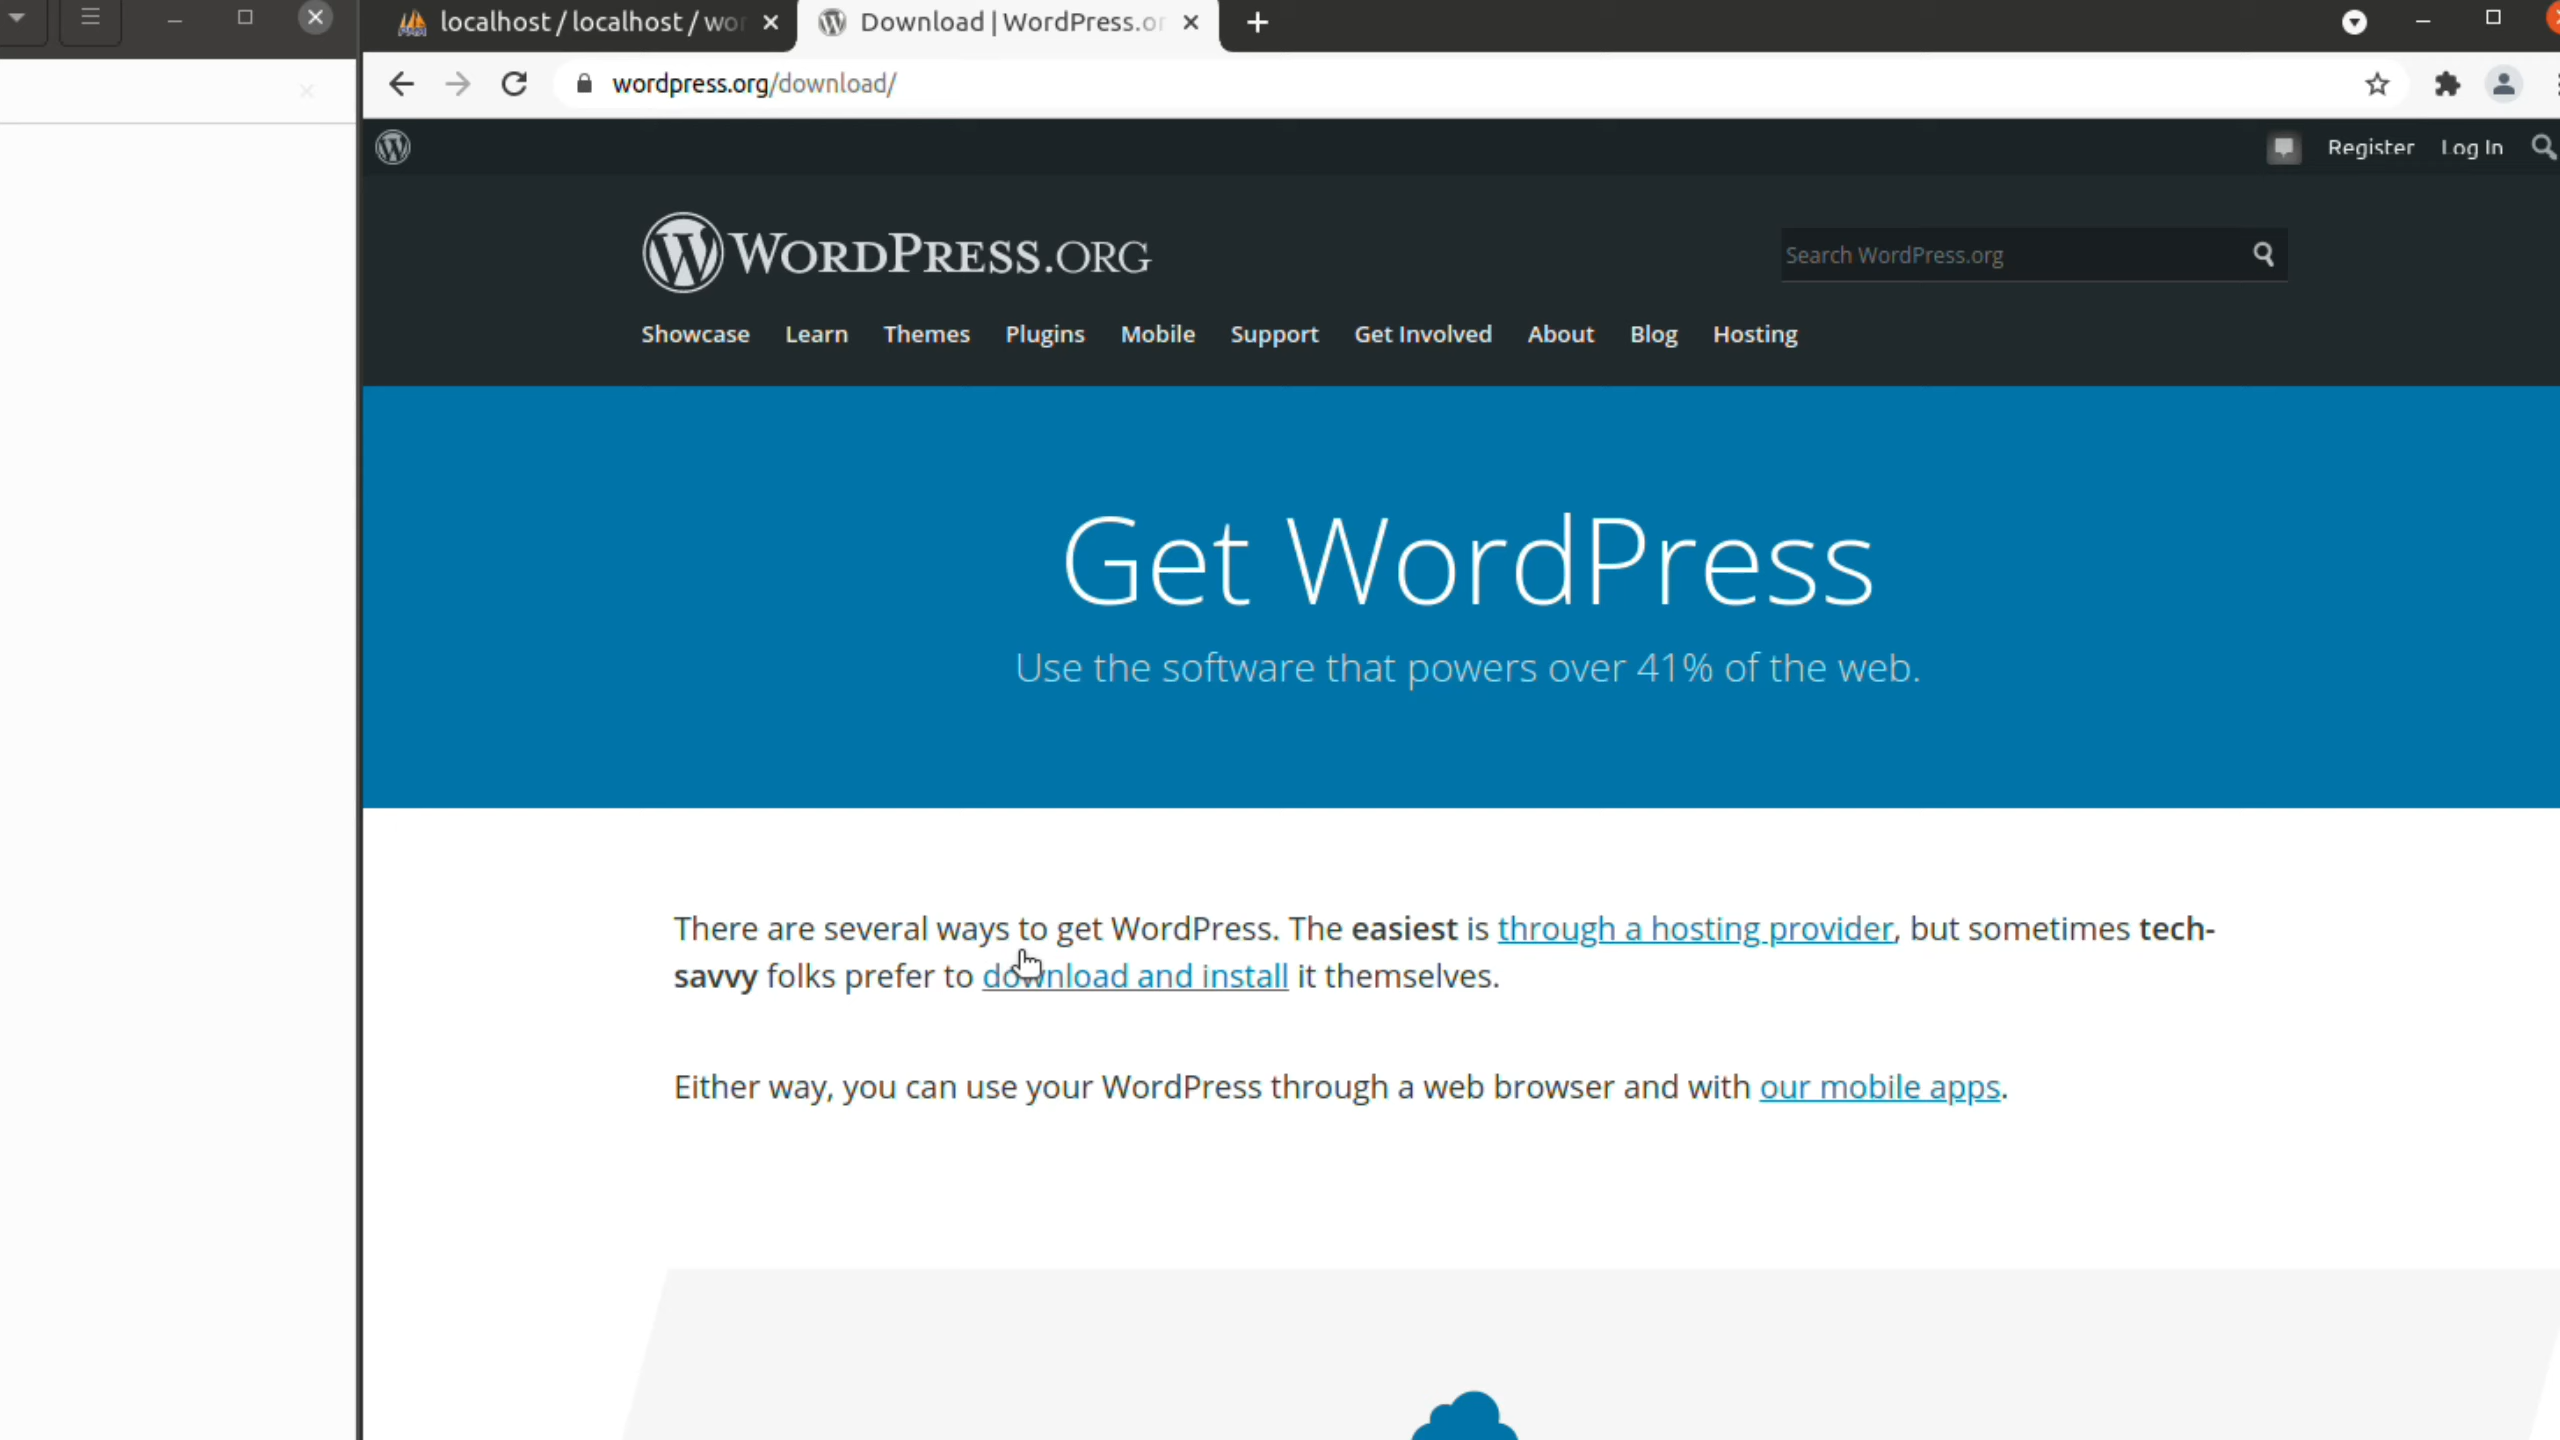 localhost / localhost / wor
Download | WordPress.or
wordpress.org/download/
Register Log In
WORDPRESS.ORG
Search WordPress.org
Showcase Learn Themes Plugins Mobile Support Get Involved About Blog Hosting
Get WordPress
Use the software that powers over 41% of the web.
There are several ways to get WordPress. The easiest is through a hosting provider, but sometimes tech-
savvy folks prefer to download and install it themselves.
Either way, you can use your WordPress through a web browser and with our mobile apps.